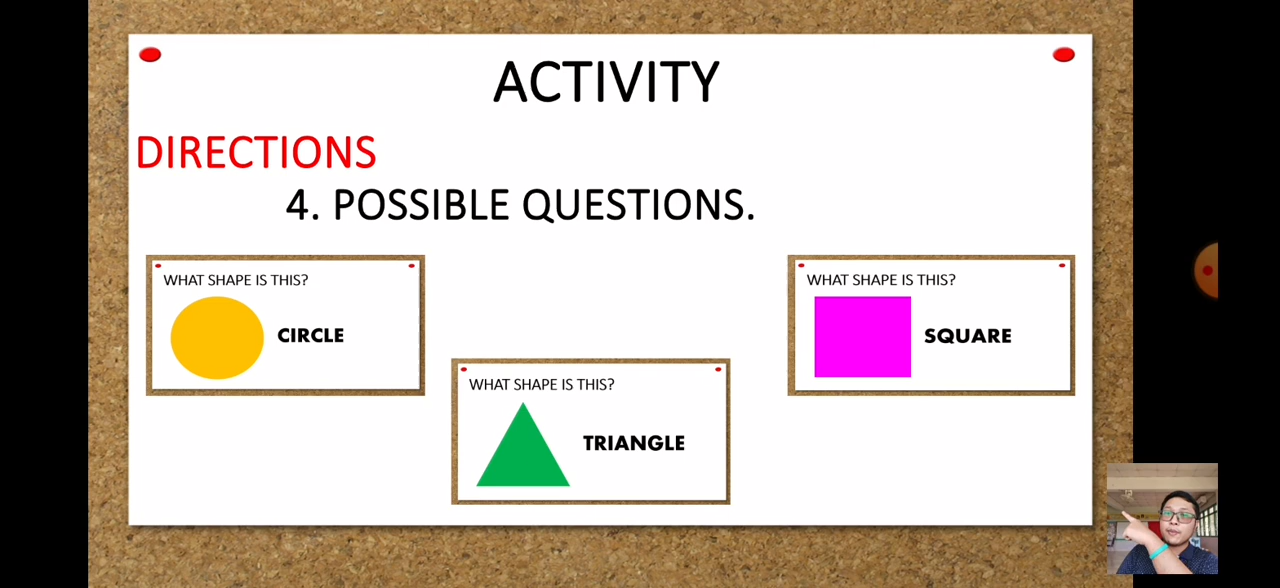 ACTIVITY
DIRECTIONS
4. POSSIBLE QUESTIONS.
WHAT SHAPE IS THIS?
CIRCLE
WHAT SHAPE IS THIS?
TRIANGLE
WHAT SHAPE IS THIS?
SQUARE